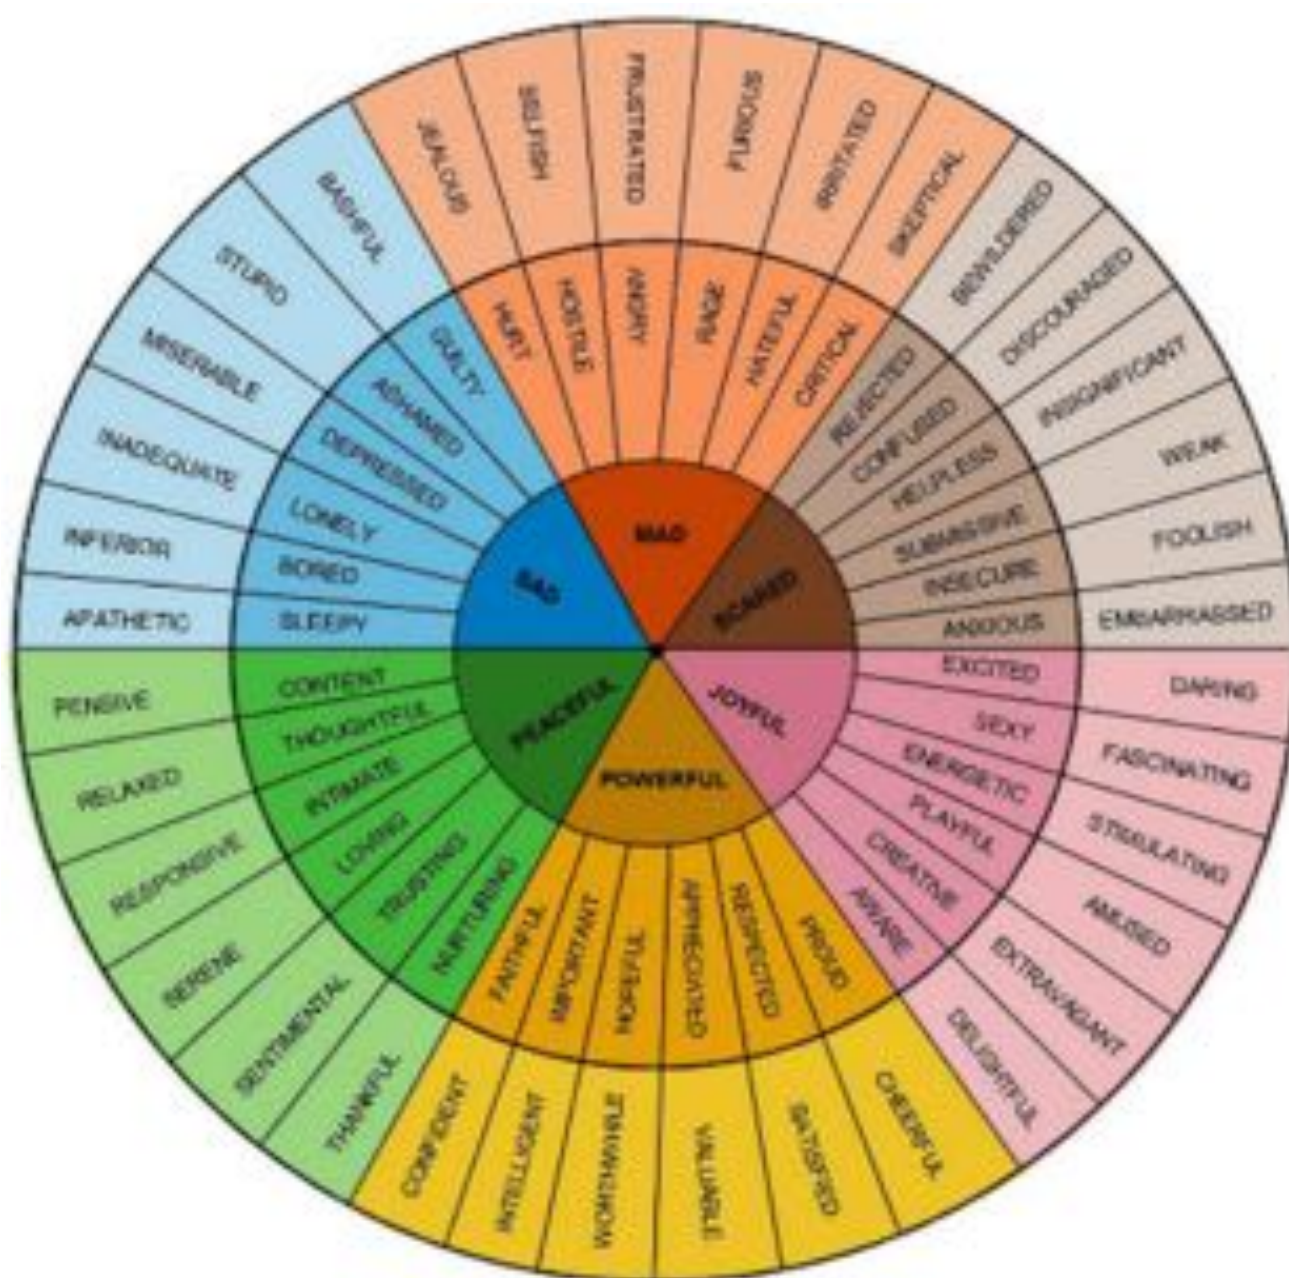 MAD
SCARED
JOYFUL
POWERFUL
PEACEFUL
SAD
HURT
HOSTILE
ANGRY
RAGE
HATEFUL
CRITICAL
REJECTED
CONFUSED
HELPLESS
SUBMISSIVE
INSECURE
ANXIOUS
EXCITED
SEXY
ENERGETIC
PLAYFUL
CREATIVE
AWARE
PROUD
RESPECTED
APPRECIATED
HOPEFUL
IMPORTANT
FAITHFUL
NURTURING
TRUSTING
LOVING
INTIMATE
THOUGHTFUL
CONTENT
SLEEPY
BORED
LONELY
DEPRESSED
ASHAMED
GUILTY
JEALOUS
SELFISH
FRUSTRATED
FURIOUS
IRRITATED
SKEPTICAL
BEWILDERED
DISCOURAGED
INSIGNIFICANT
WEAK
FOOLISH
EMBARRASSED
DARING
FASCINATING
STIMULATING
AMUSED
EXTRAVAGANT
DELIGHTFUL
CHEERFUL
SATISFIED
VALUABLE
WORTHWHILE
INTELLIGENT
CONFIDENT
THANKFUL
SENTIMENTAL
SERENE
RESPONSIVE
RELAXED
PENSIVE
APATHETIC
INFERIOR
INADEQUATE
MISERABLE
STUPID
BASHFUL